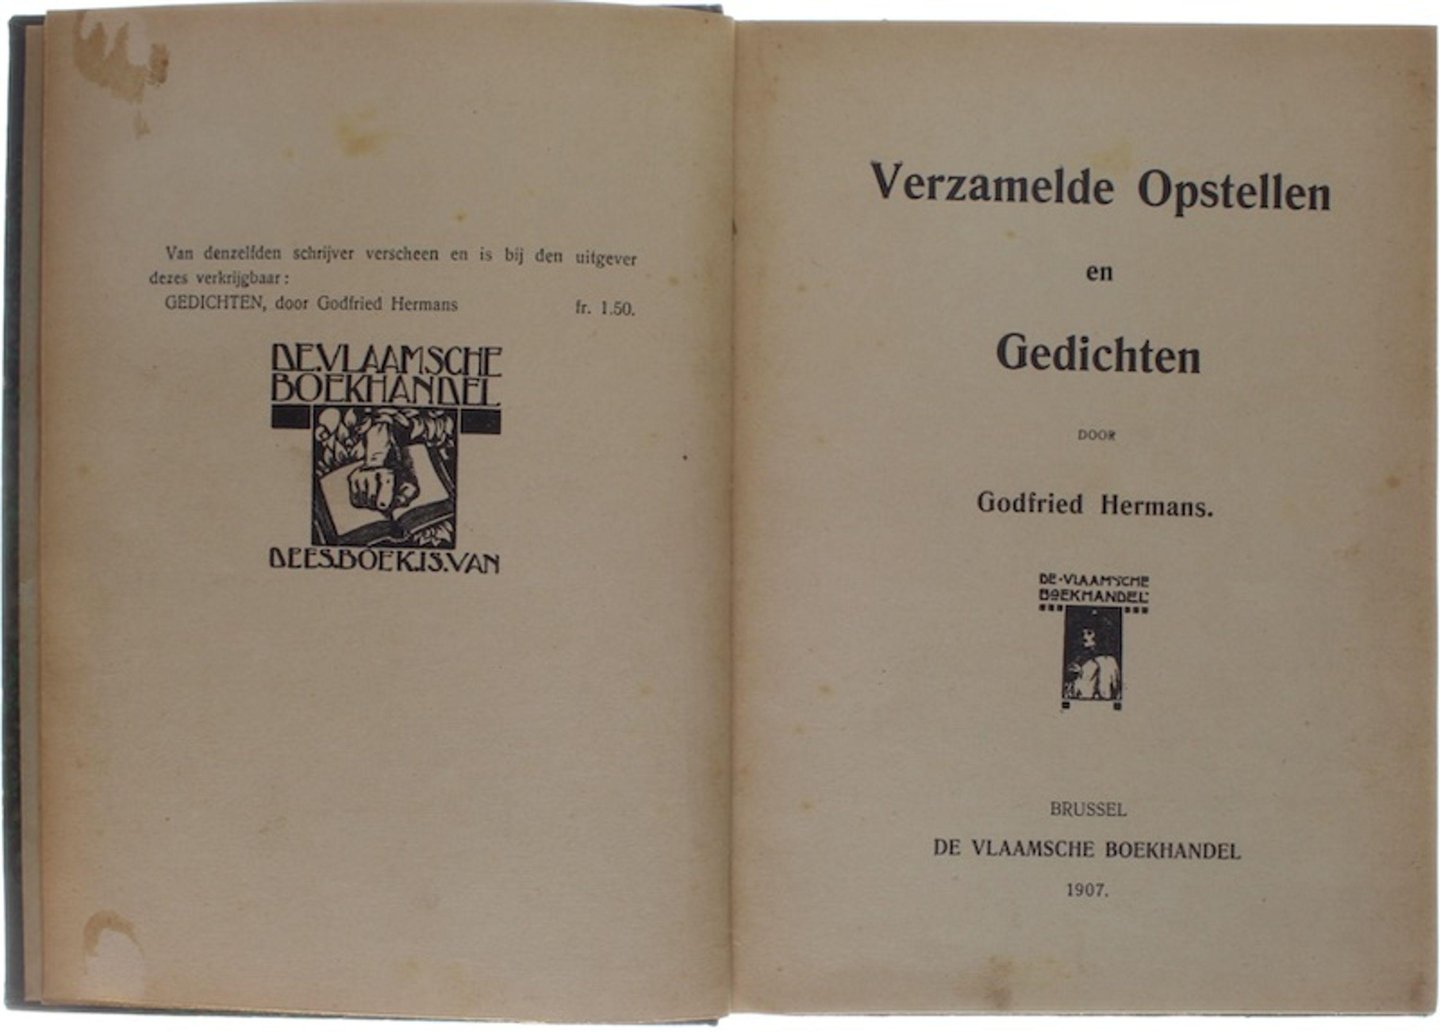 Van denzelfden schrijver verscheen en is bij den uitgever
dezes verkrijgbaar:
GEDICHTEN, door Godfried Hermans fr. 1.50.
DE.VLAAMSCHE
BOEKHANDEL
DEES.BOEK.IS.VAN
Verzamelde Opstellen
en
Gedichten
DOOR
Godfried Hermans.
DE·VLAAMSCHE
BOEKHANDEL
BRUSSEL
DE VLAAMSCHE BOEKHANDEL
1907.